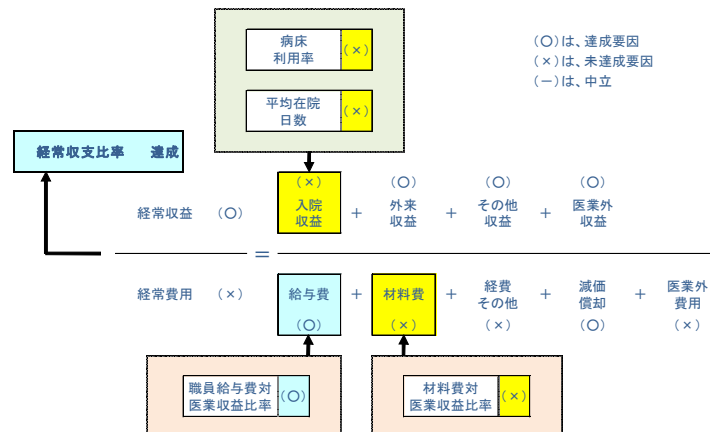 病床
利用率
(×)
平均在院
日数
(×)
(○)は、達成要因
(×)は、未達成要因
(－)は、中立
経常収支比率　達成
経常収益　(○)
(×)
入院
収益
＋
(○)
外来
収益
＋
(○)
その他
収益
＋
(○)
医業外
収益
＝
経常費用　(×)
給与費
(○)
＋
材料費
(×)
＋
経費
その他
(×)
＋
減価
償却
(○)
＋
医業外
費用
(×)
職員給与費対
医業収益比率
(○)
材料費対
医業収益比率
(×)